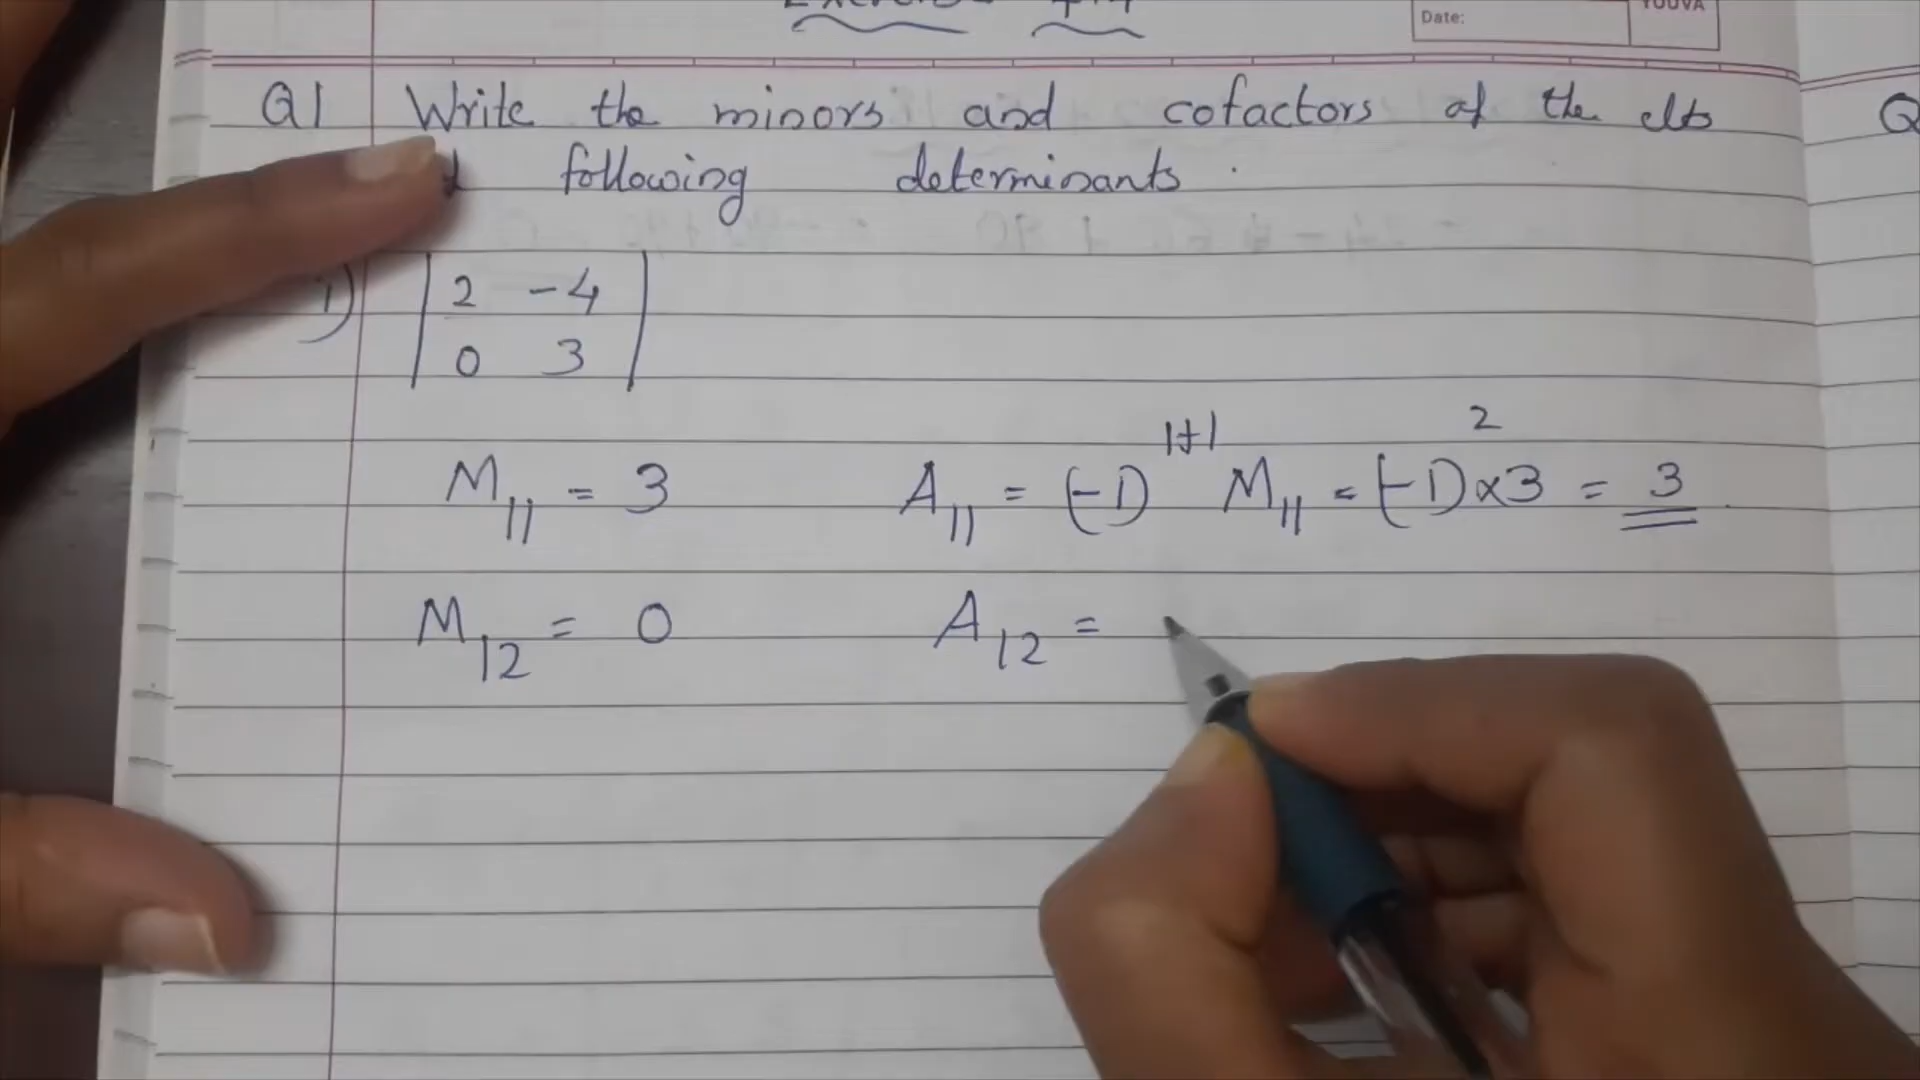 Date:
YOUVA
Q1 Write the minors and cofactors of the elts
following determinants.
i) | 2 -4 |
| 0 3 |
M₁₁ = 3 A₁₁ = (-1)¹⁺¹ M₁₁ = (-1)² x 3 = 3
M₁₂ = 0 A₁₂ =